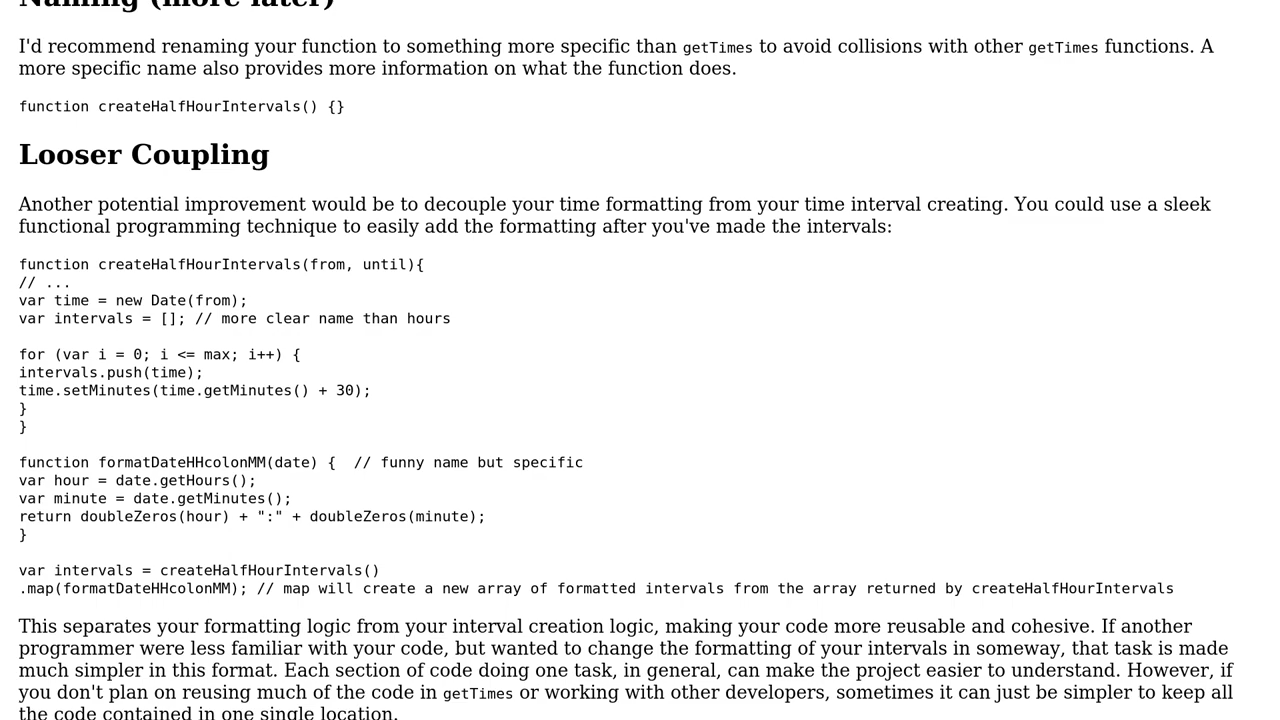 Naming (more later)
I'd recommend renaming your function to something more specific than getTimes to avoid collisions with other getTimes functions. A
more specific name also provides more information on what the function does.
function createHalfHourIntervals() {}
Looser Coupling
Another potential improvement would be to decouple your time formatting from your time interval creating. You could use a sleek
functional programming technique to easily add the formatting after you've made the intervals:
function createHalfHourIntervals(from, until){
// ...
var time = new Date(from);
var intervals = []; // more clear name than hours
for (var i = 0; i <= max; i++) {
intervals.push(time);
time.setMinutes(time.getMinutes() + 30);
}
}
function formatDateHHcolonMM(date) {  // funny name but specific
var hour = date.getHours();
var minute = date.getMinutes();
return doubleZeros(hour) + ":" + doubleZeros(minute);
}
var intervals = createHalfHourIntervals()
.map(formatDateHHcolonMM); // map will create a new array of formatted intervals from the array returned by createHalfHourIntervals
This separates your formatting logic from your interval creation logic, making your code more reusable and cohesive. If another
programmer were less familiar with your code, but wanted to change the formatting of your intervals in someway, that task is made
much simpler in this format. Each section of code doing one task, in general, can make the project easier to understand. However, if
you don't plan on reusing much of the code in getTimes or working with other developers, sometimes it can just be simpler to keep all
the code contained in one single location.